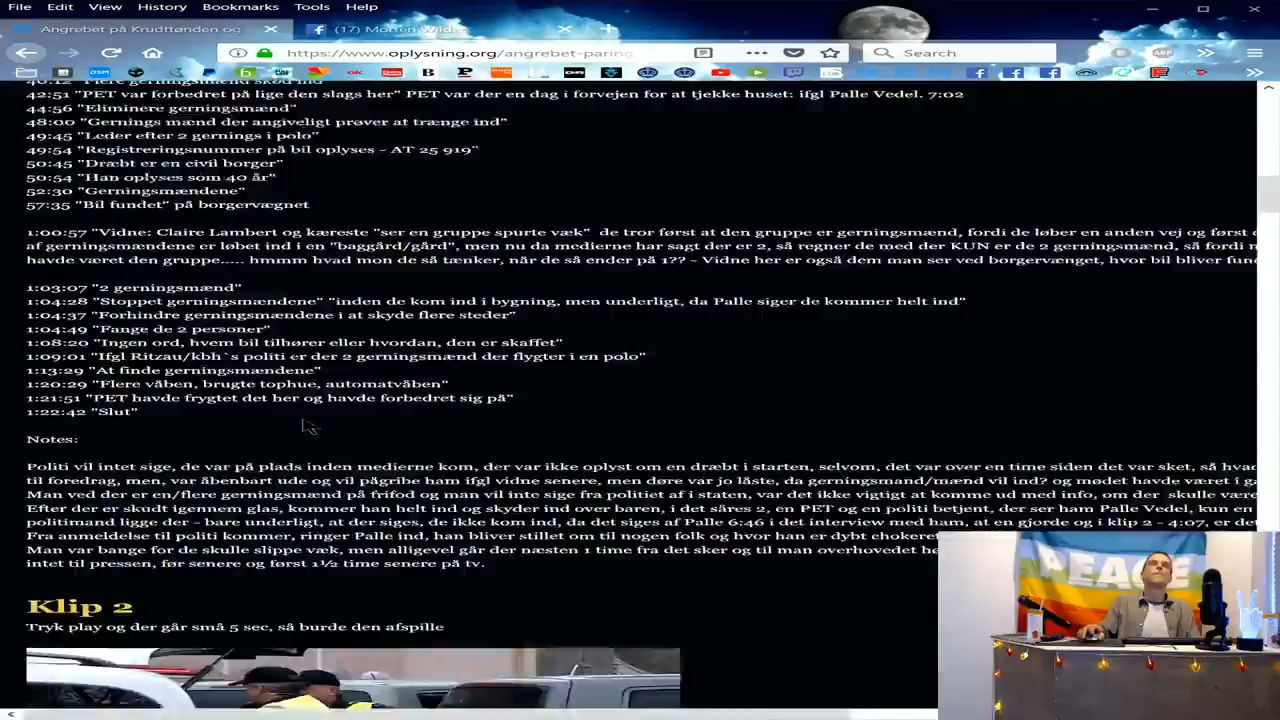 File Edit View History Bookmarks Tools Help
Angrebet på Krudttønden og
(17) Morten Wilder
https://www.oplysning.org/angrebet-paring
Search
42:51 "PET var forbedret på lige den slags her" PET var der en dag i forvejen for at tjekke huset: ifgl Palle Vedel. 7:02
44:56 "Eliminere gerningsmænd"
48:00 "Gernings mænd der angiveligt prøver at trænge ind"
49:45 "Leder efter 2 gernings i polo"
49:54 "Registreringsnummer på bil oplyses - AT 25 919"
50:45 "Dræbt er en civil borger"
50:54 "Han oplyses som 40 år"
52:30 "Gerningsmændene"
57:35 "Bil fundet" på borgervægnet
1:00:57 "Vidne: Claire Lambert og kæreste "ser en gruppe spurte væk" de tror først at den gruppe er gerningsmænd, fordi de løber en anden vej og først
af gerningsmændene er løbet ind i en "baggård/gård", men nu da medierne har sagt der er 2, så regner de med der KUN er de 2 gerningsmænd, så fordi
havde været den gruppe..... hmmm hvad mon de så tænker, når de så ender på 1?? - Vidne her er også dem man ser ved borgervænget, hvor bil bliver
1:03:07 "2 gerningsmænd"
1:04:28 "Stoppet gerningsmændene" "inden de kom ind i bygning, men underligt, da Palle siger de kommer helt ind"
1:04:37 "Forhindre gerningsmændene i at skyde flere steder"
1:04:49 "Fange de 2 personer"
1:08:20 "Ingen ord, hvem bil tilhører eller hvordan, den er skaffet"
1:09:01 "Ifgl Ritzau/kbh`s politi er der 2 gerningsmænd der flygter i en polo"
1:13:29 "At finde gerningsmændene"
1:20:29 "Flere våben, brugte tophue, automatvåben"
1:21:51 "PET havde frygtet det her og havde forbedret sig på"
1:22:42 "Slut"
Notes:
Politi vil intet sige, de var på plads inden medierne kom, der var ikke oplyst om en dræbt i starten, selvom, det var over en time siden det var sket, så
til foredrag, men, var åbenbart ude og vil pågribe ham ifgl vidne senere, men døre var jo låste, da gerningsmand/mænd vil ind? og mødet havde været i
Man ved der er en/flere gerningsmænd på frifod og man vil inte sige fra politiet af i staten, var det ikke vigtigt at komme ud med info, om der skulle
Efter der er skudt igennem glas, kommer han helt ind og skyder ind over baren, i det såres 2, en PET og en politi betjent, der ser ham Palle Vedel, kun en
politimand ligge der - bare underligt, at der siges, de ikke kom ind, da det siges af Palle 6:46 i det interview med ham, at en gjorde og i klip 2 - 4:07, er
Fra anmeldelse til politi kommer, ringer Palle ind, han bliver stillet om til nogen folk og hvor han er dybt
Man var bange for de skulle slippe væk, men alligevel går der næsten 1 time fra det sker og til man overhovedet
intet til pressen, før senere og først 1½ time senere på tv.
Klip 2
Tryk play og der går små 5 sec, så burde den afspille
PEACE